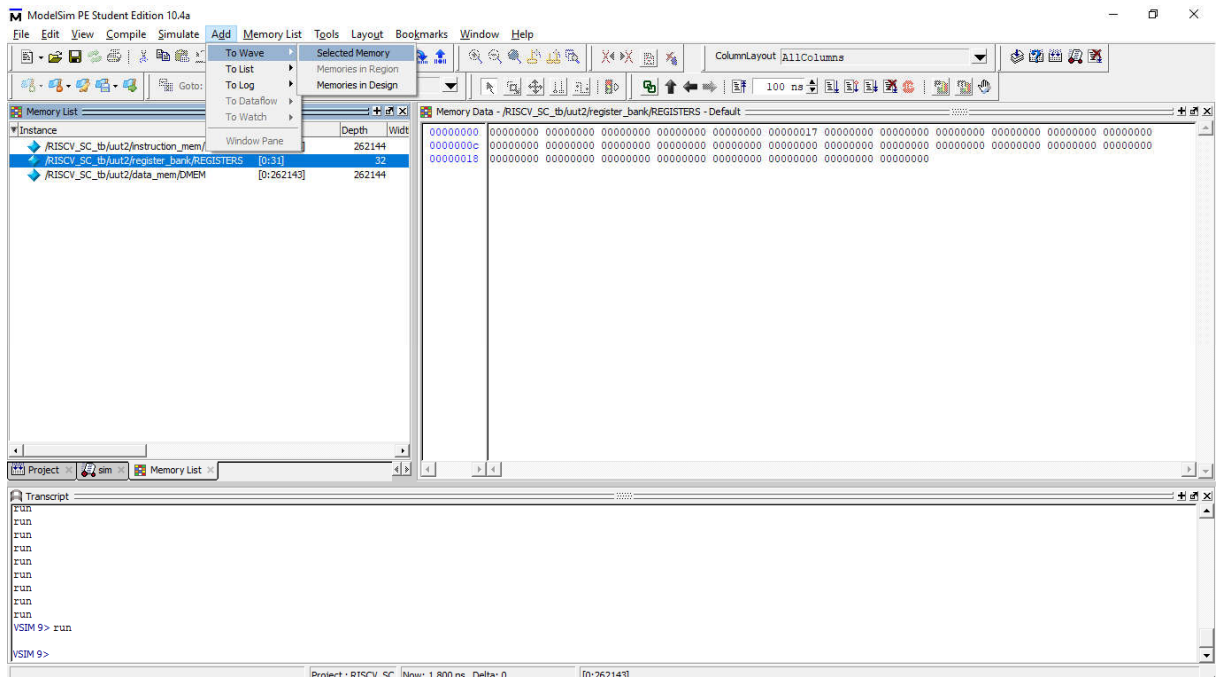 ModelSim PE Student Edition 10.4a
File Edit View Compile Simulate Add Memory List Tools Layout Bookmarks Window Help
To Wave
Selected Memory
To List
Memories in Region
To Log
Memories in Design
To Dataflow
To Watch
Window Pane
ColumnLayout AllColumns
Goto:
100 ns
Memory List
Instance Depth Widt
/RISCV_SC_tb/uut2/instruction_mem/ ] 262144
/RISCV_SC_tb/uut2/register_bank/REGISTERS [0:31] 32
/RISCV_SC_tb/uut2/data_mem/DMEM [0:262143] 262144
Memory Data - /RISCV_SC_tb/uut2/register_bank/REGISTERS - Default
00000000 00000000 00000000 00000000 00000000 00000000 00000017 00000000 00000000 00000000 00000000 00000000 00000000
0000000c 00000000 00000000 00000000 00000000 00000000 00000000 00000000 00000000 00000000 00000000 00000000 00000000
00000018 00000000 00000000 00000000 00000000 00000000 00000000 00000000 00000000
Project sim Memory List
Transcript
run
run
run
run
run
run
run
run
run
VSIM 9> run
VSIM 9>
Project : RISCV_SC Now: 1,800 ns Delta: 0 [0:262143]